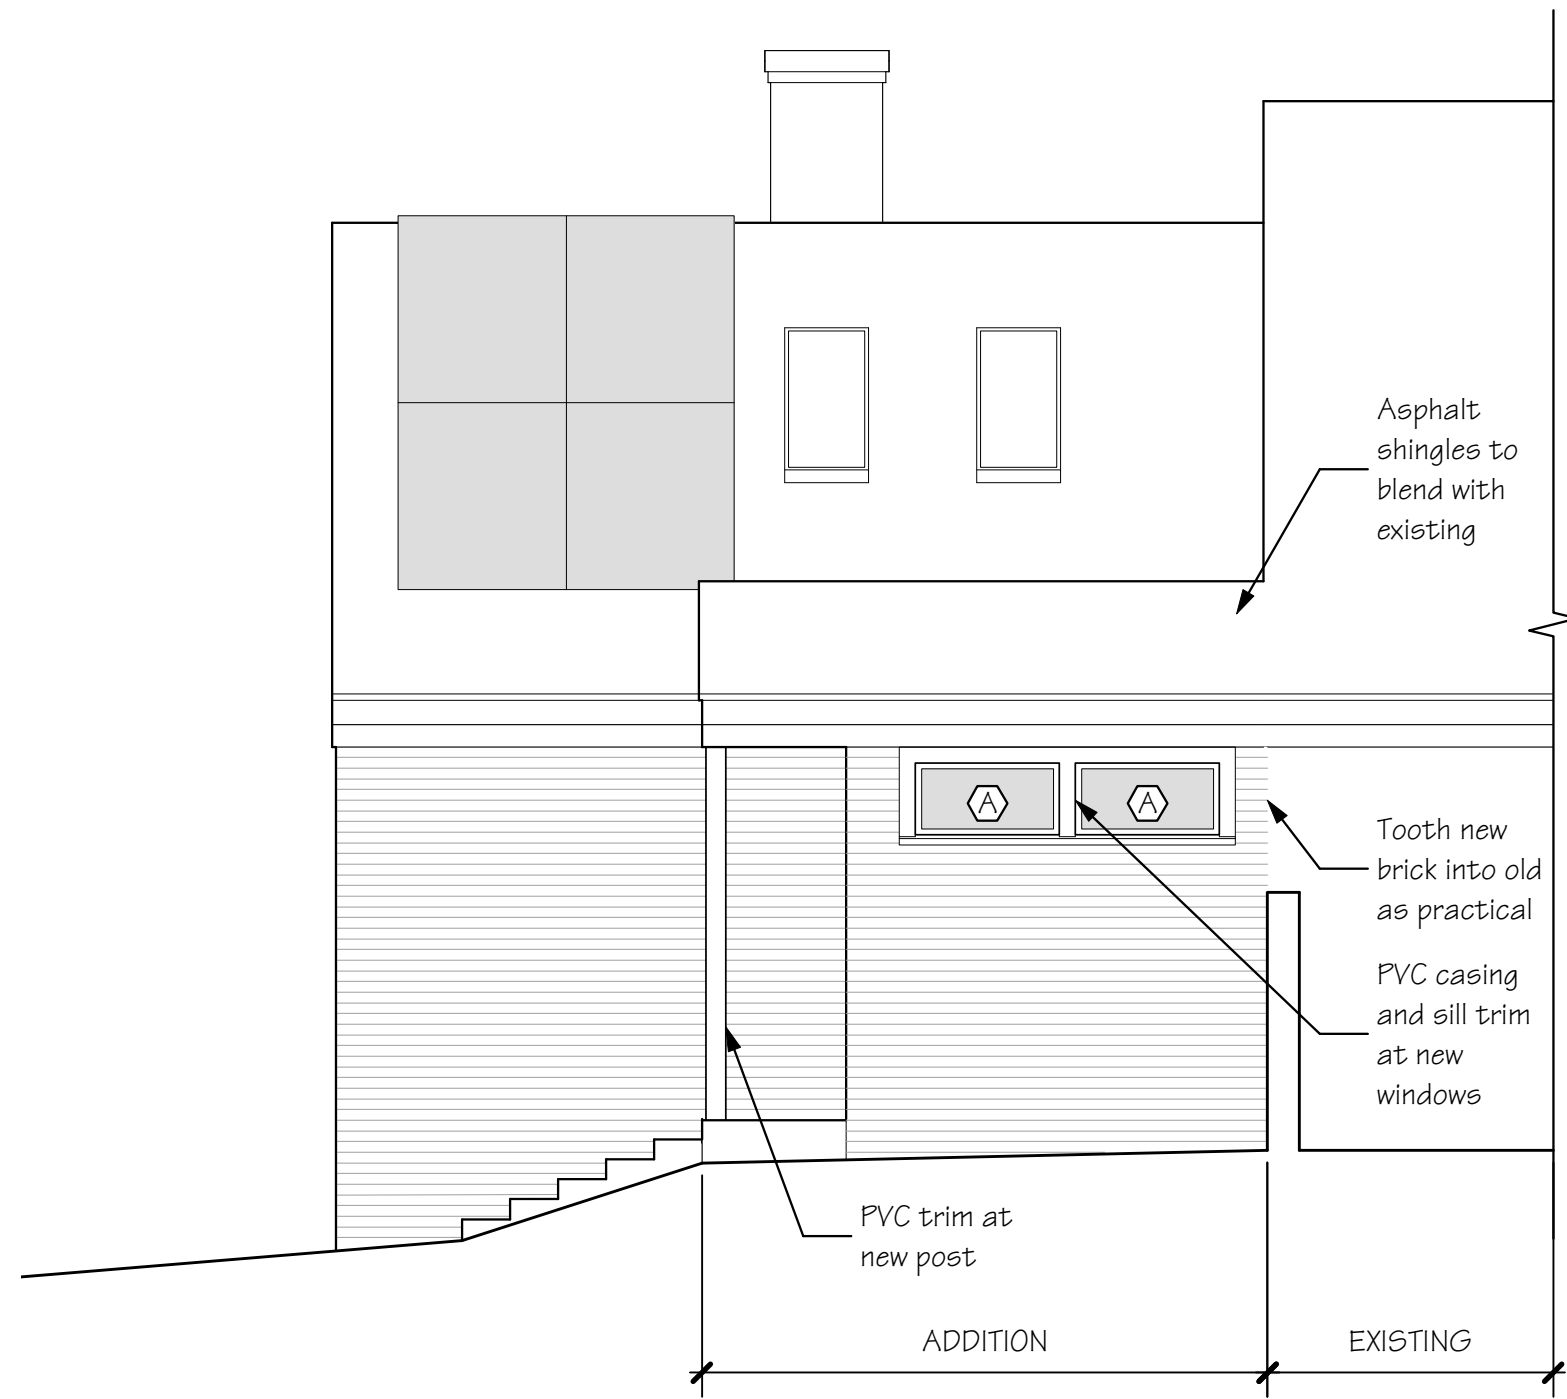 Asphalt
shingles to
blend with
existing
A
A
Tooth new
brick into old
as practical
PVC casing
and sill trim
at new
windows
PVC trim at
new post
ADDITION
EXISTING